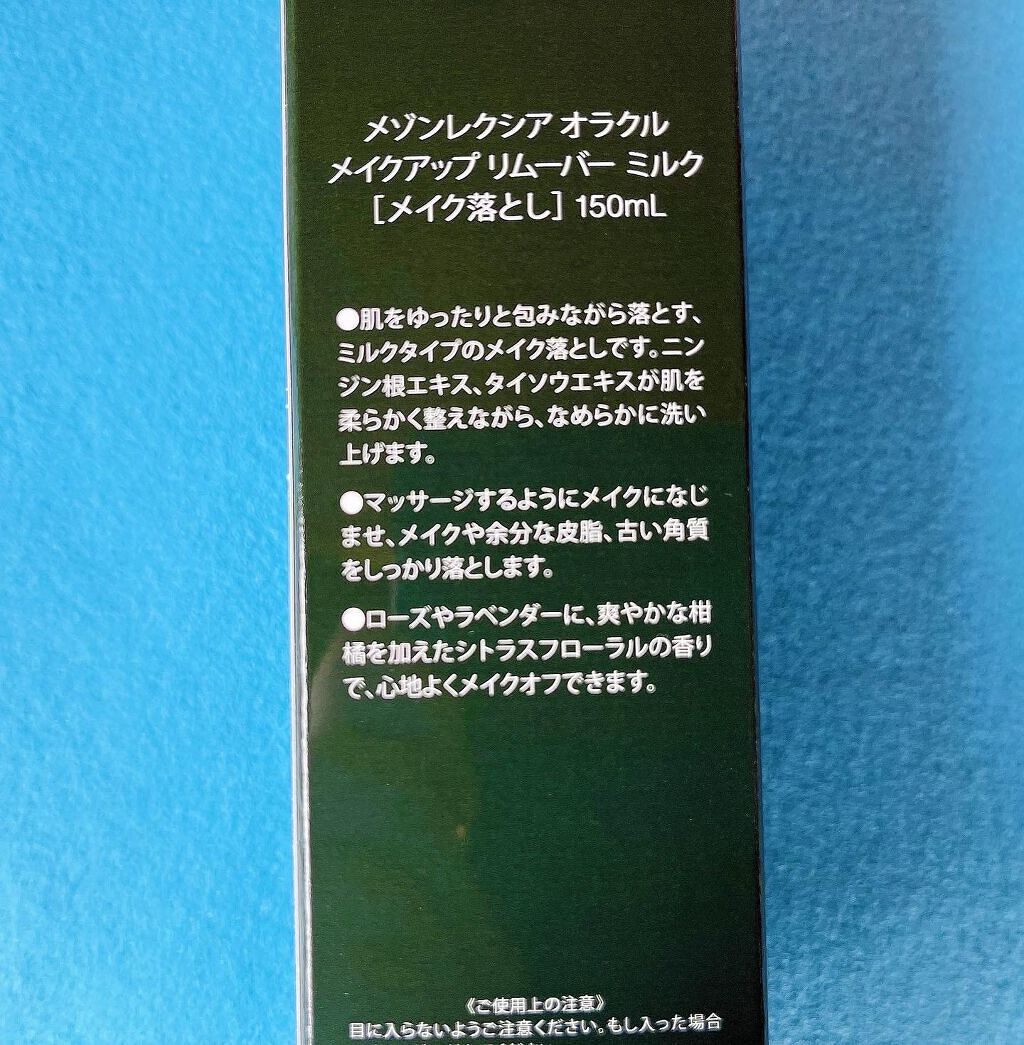 メゾンレクシア オラクル
メイクアップ リムーバー ミルク
[メイク落とし] 150mL
●肌をゆったりと包みながら落とす、
ミルクタイプのメイク落としです。ニン
ジン根エキス、タイソウエキスが肌を
柔らかく整えながら、なめらかに洗い
上げます。
●マッサージするようにメイクになじ
ませ、メイクや余分な皮脂、古い角質
をしっかり落とします。
●ローズやラベンダーに、爽やかな柑
橘を加えたシトラスフローラルの香り
で、心地よくメイクオフできます。
《ご使用上の注意》
目に入らないようご注意ください。もし入った場合